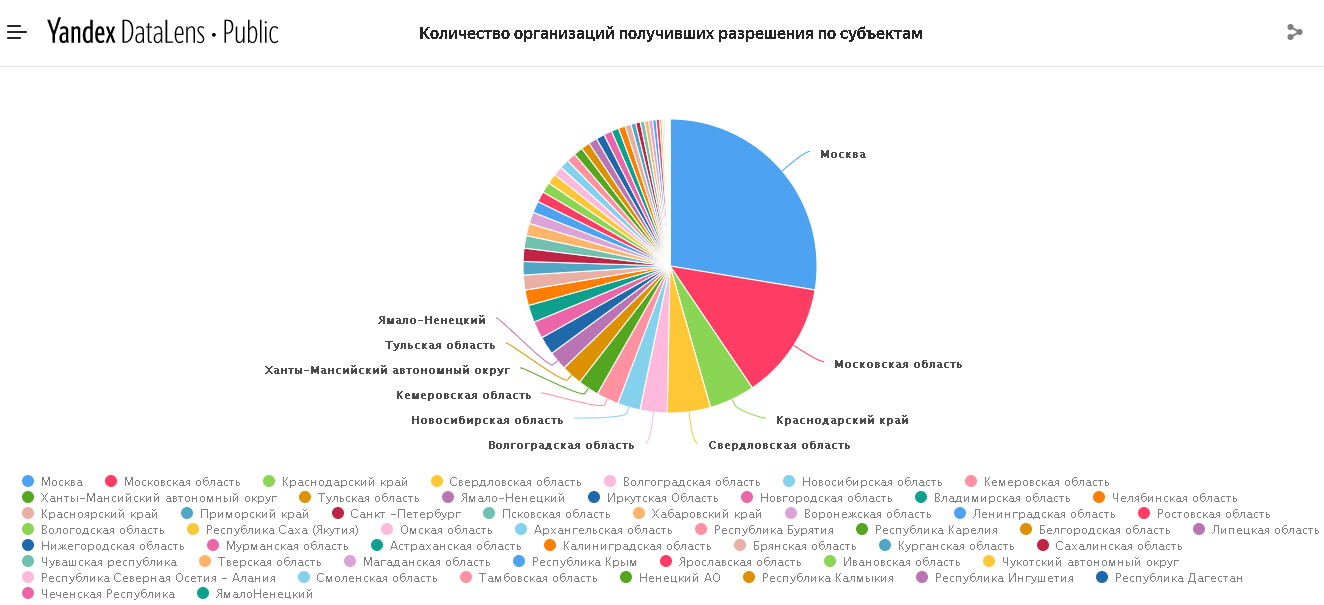 Yandex DataLens • Public
Количество организаций получивших разрешения по субъектам
Москва
Ямало-Ненецкий
Тульская область
Ханты-Мансийский автономный округ
Московская область
Кемеровская область
Новосибирская область
Краснодарский край
Волгоградская область
Свердловская область
Москва Московская область Краснодарский край Свердловская область Волгоградская область Новосибирская область Кемеровская область
Ханты-Мансийский автономный округ Тульская область Ямало-Ненецкий Иркутская Область Новгородская область Владимирская область Челябинская область
Красноярский край Приморский край Санкт -Петербург Псковская область Хабаровский край Воронежская область Ленинградская область Ростовская область
Вологодская область Республика Саха (Якутия) Омская область Архангельская область Республика Бурятия Республика Карелия Белгородская область Липецкая область
Нижегородская область Мурманская область Астраханская область Калиниградская область Брянская область Курганская область Сахалинская область
Чувашская республика Тверская область Магаданская область Республика Крым Ярославская область Ивановская область Чукотский автономный округ
Республика Северная Осетия - Алания Смоленская область Тамбовская область Ненецкий АО Республика Калмыкия Республика Ингушетия Республика Дагестан
Чеченская Республика ЯмалоНенецкий